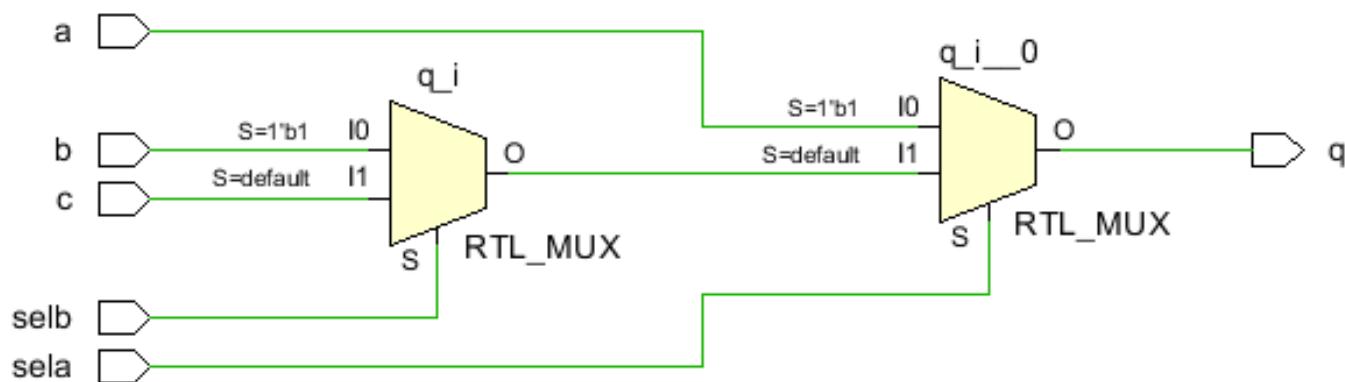 a
q_i__0
q_i
S=1'b1 I0
O
S=1'b1 I0
b
O
q
S=default I1
S=default I1
c
S
RTL_MUX
S
RTL_MUX
selb
sela